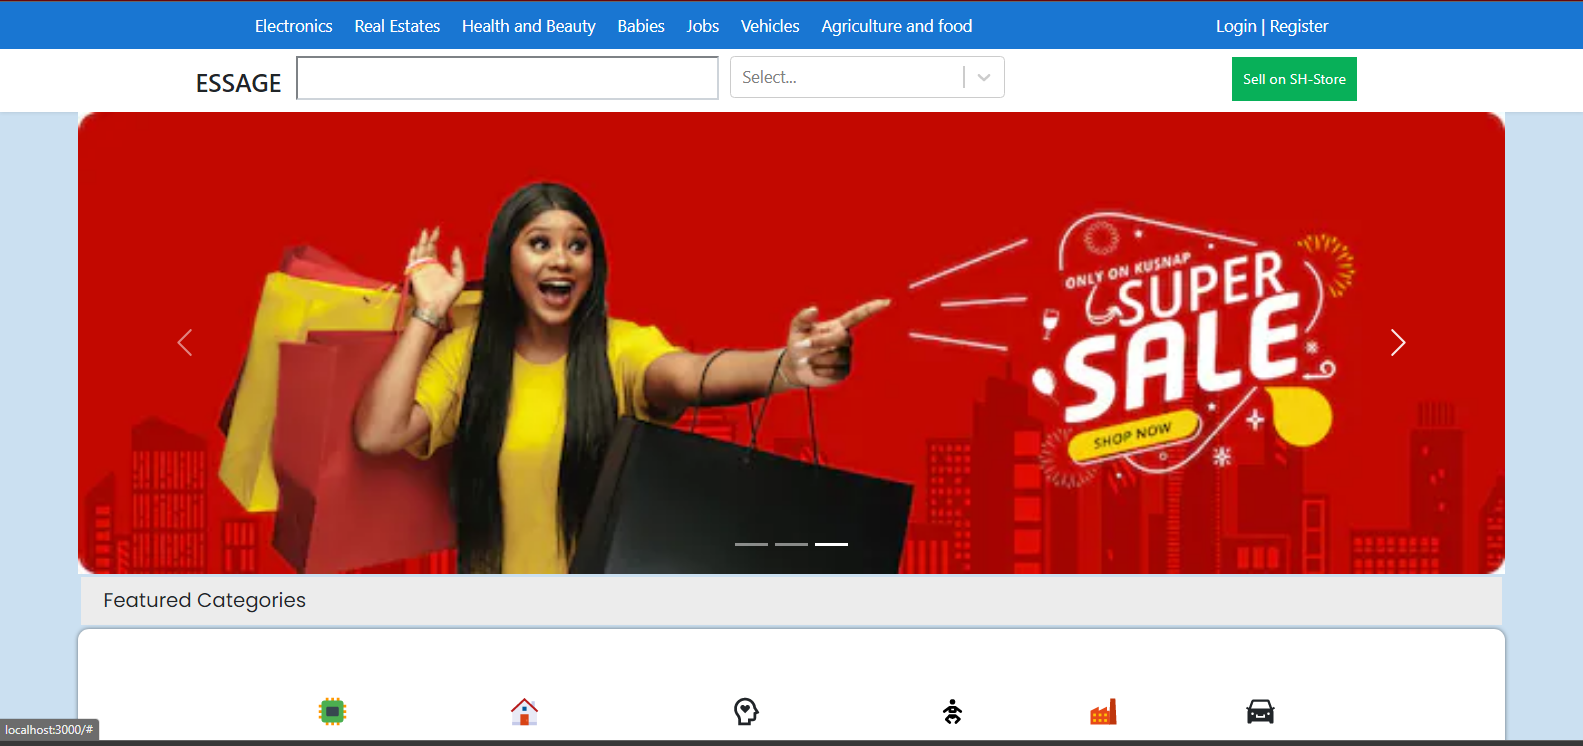 Electronics Real Estates Health and Beauty Babies Jobs Vehicles Agriculture and food Login | Register
ESSAGE Select... Sell on SH-Store
ONLY ON KUSNAP
SUPER
SALE
SHOP NOW
Featured Categories
localhost:3000/#